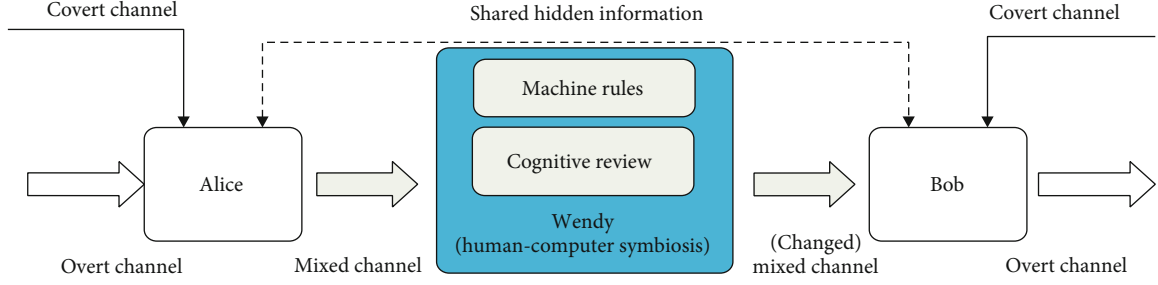 Covert channel
Shared hidden information
Covert channel
Machine rules
Cognitive review
Alice
Bob
Wendy
(human-computer symbiosis)
Overt channel
Mixed channel
(Changed)
mixed channel
Overt channel